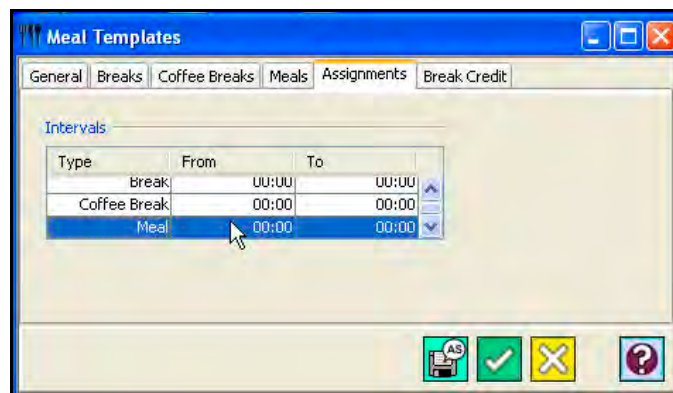 Meal Templates
General Breaks Coffee Breaks Meals Assignments Break Credit
Intervals
Type From To
Break 00:00 00:00
Coffee Break 00:00 00:00
Meal 00:00 00:00
AS
?